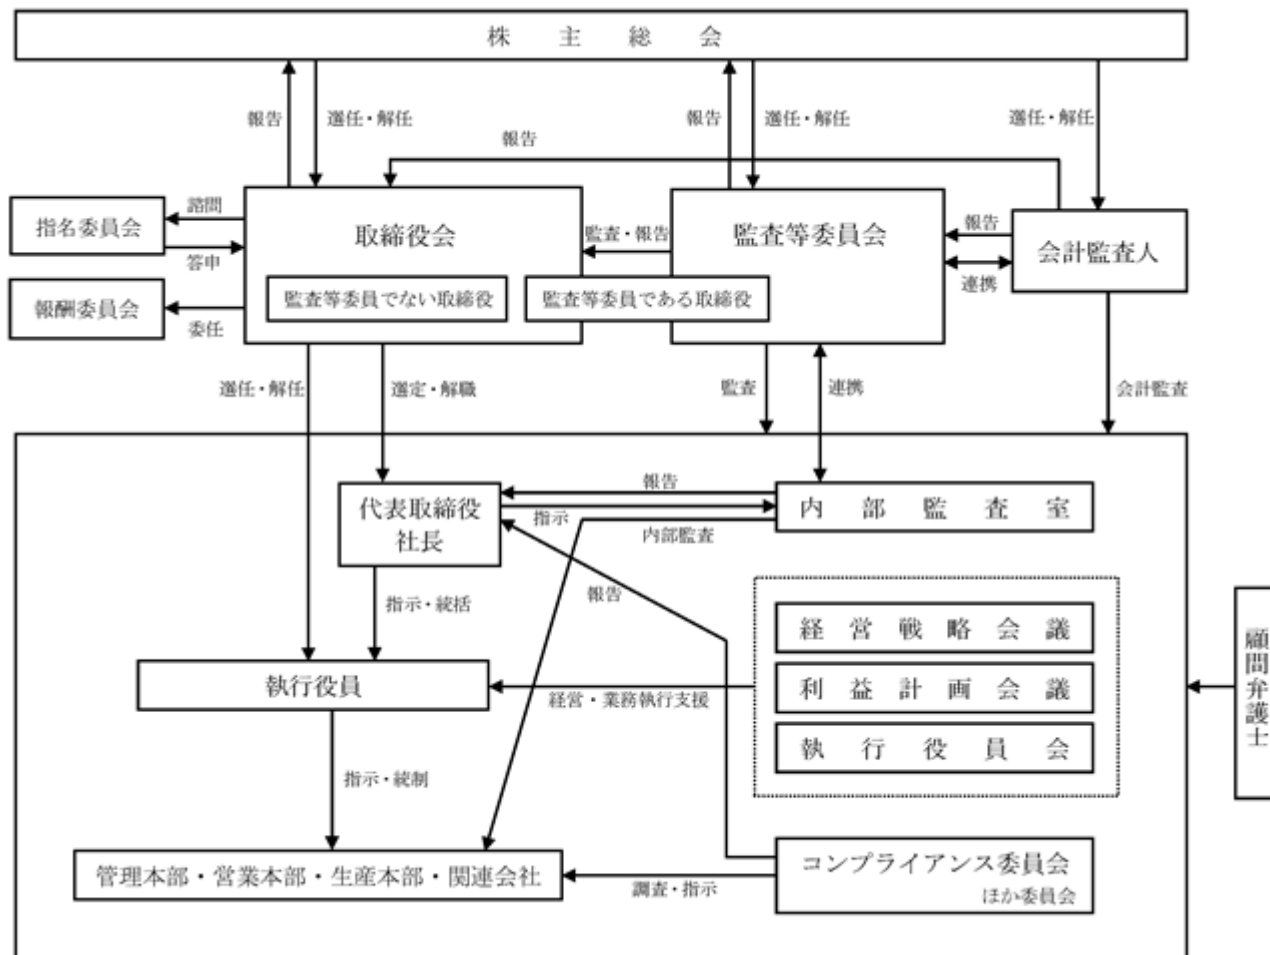 株主総会
報告
選任・解任
報告
選任・解任
選任・解任
報告
指名委員会
諮問
答申
報酬委員会
委任
取締役会
監査等委員でない取締役
監査・報告
監査等委員会
監査等委員である取締役
報告
連携
会計監査人
選任・解任
選定・解職
監査
連携
会計監査
代表取締役
社長
報告
指示
内部監査
内部監査室
指示・統括
報告
経営戦略会議
利益計画会議
執行役員会
執行役員
経営・業務執行支援
顧問弁護士
指示・統制
管理本部・営業本部・生産本部・関連会社
調査・指示
コンプライアンス委員会
ほか委員会